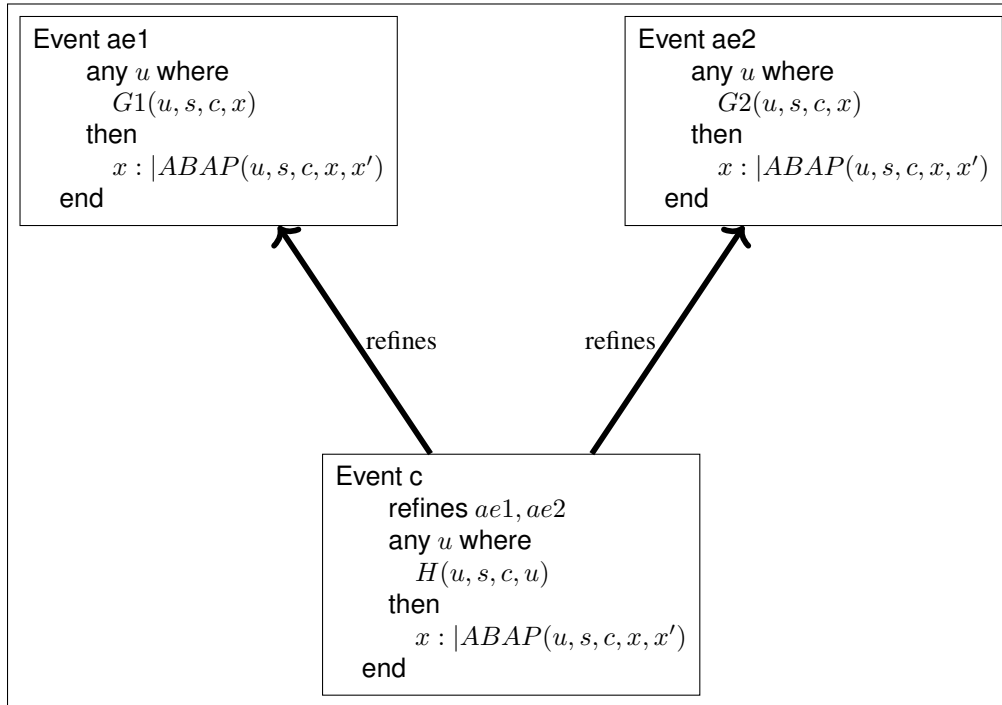 Event ae1
any u where
G1(u, s, c, x)
then
x : |ABAP(u, s, c, x, x′)
end
Event ae2
any u where
G2(u, s, c, x)
then
x : |ABAP(u, s, c, x, x′)
end
refines
refines
Event c
refines ae1, ae2
any u where
H(u, s, c, u)
then
x : |ABAP(u, s, c, x, x′)
end